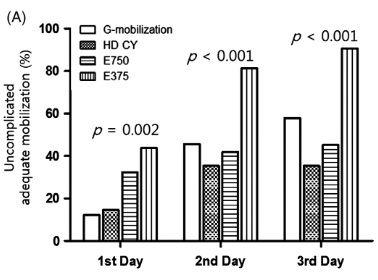 (A)
G-mobilization
HD CY
E750
E375
Uncomplicated
adequate mobilization (%)
100
80
60
40
20
0
p = 0.002
p < 0.001
p < 0.001
1st Day
2nd Day
3rd Day